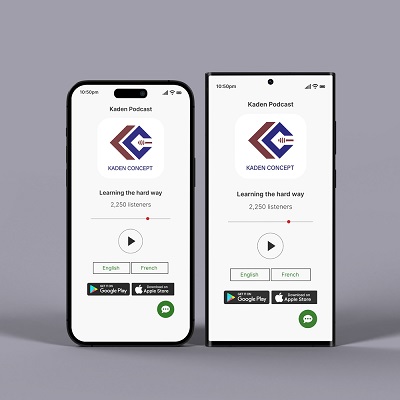 10:50pm
Kaden Podcast
KADEN CONCEPT
Learning the hard way
2,250 listeners
English
French
GET IT ON
Google Play
Download on
Apple Store
10:50pm
Kaden Podcast
KADEN CONCEPT
Learning the hard way
2,250 listeners
English
French
GET IT ON
Google Play
Download on
Apple Store